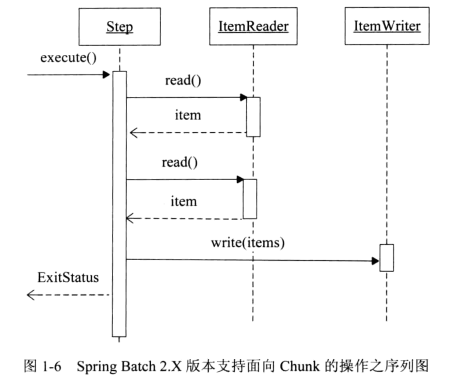 Step
ItemReader
ItemWriter
execute()
read()
item
read()
item
write(items)
ExitStatus
图 1-6 Spring Batch 2.X 版本支持面向 Chunk 的操作之序列图